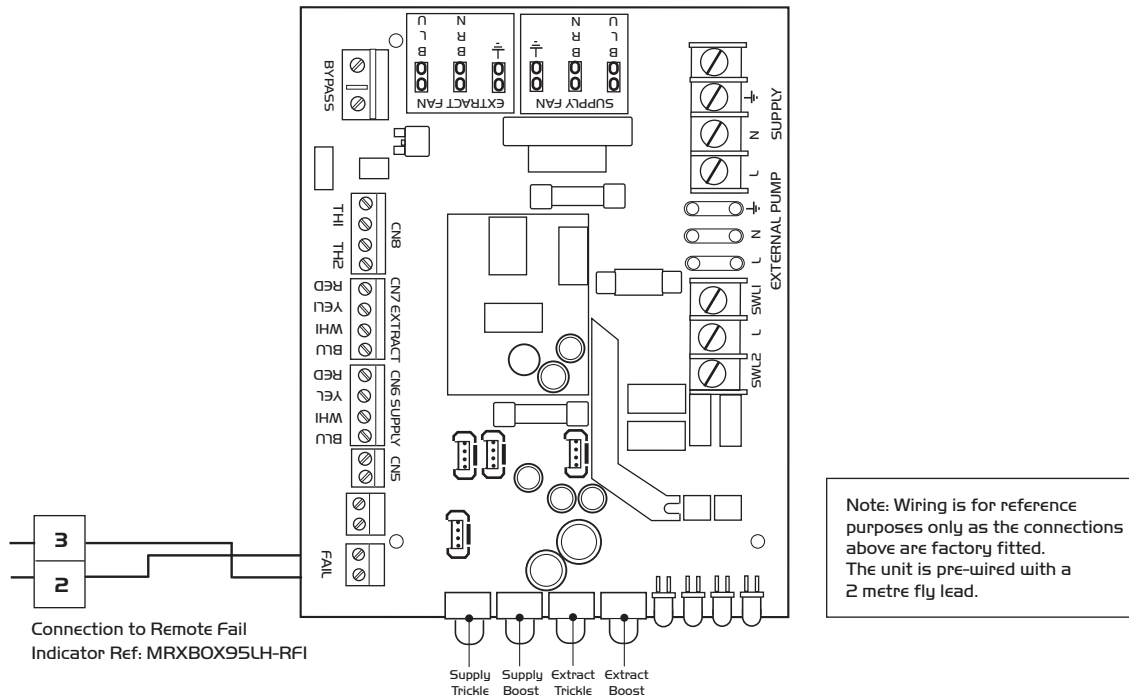 U L B
N R B
EXTRACT FAN
N R B
U L B
SUPPLY FAN
BYPASS
TH1
TH2
CN8
RED
YEL1
WHI
BLU
CN7 EXTRACT
RED
YEL
WHI
BLU
CN6 SUPPLY
CN5
FAIL
SUPPLY
N
L
EXTERNAL PUMP
N
L
SWL1
L
SWL2
3
2
Connection to Remote Fail
Indicator Ref: MRXBOX95LH-RFI
Supply
Trickle
Supply
Boost
Extract
Trickle
Extract
Boost
Note: Wiring is for reference
purposes only as the connections
above are factory fitted.
The unit is pre-wired with a
2 metre fly lead.